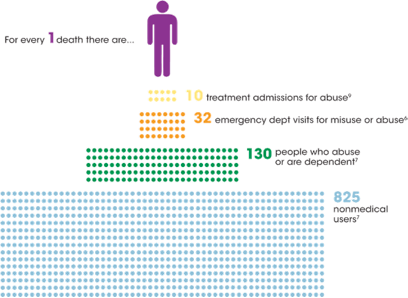 For every 1 death there are...
10 treatment admissions for abuse⁹
32 emergency dept visits for misuse or abuse⁶
130 people who abuse
or are dependent⁷
825
nonmedical
users⁷